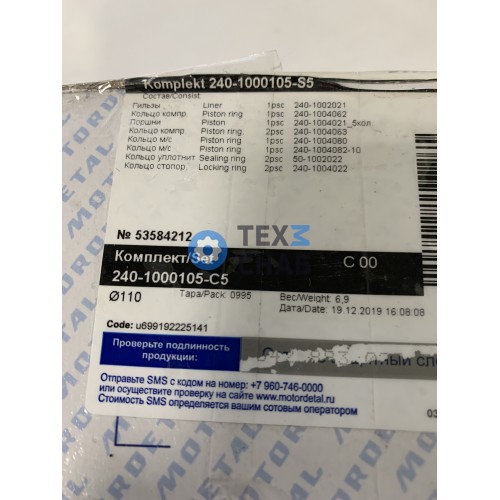 Komplekt 240-1000105-S5
Состав/Consist
Гильзы Liner 1psc 240-1002021
Кольцо компр. Piston ring 1psc 240-1004062
Поршни Piston 1psc 240-1004021_5кол.
Кольцо компр. Piston ring 2psc 240-1004063
Кольцо м/с Piston ring 1psc 240-1004080
Кольцо м/с Piston ring 1psc 240-1004082-10
Кольцо уплотнит Sealing ring 2psc 50-1002022
Кольцо стопор. Locking ring 2psc 240-1004022
№ 53584212
ТЕХ
СНАБ
Комплект/Set С 00
240-1000105-C5
Ø110 Тара/Pack: 0995 Вес/Weight: 6,9
Дата/Date: 19.12.2019 16:08:08
Code: u699192225141
Проверьте подлинность
продукции:
Отправьте SMS с кодом на номер: +7 960-746-0000
или осуществите проверку на сайте www.motordetal.ru
Стоимость SMS определяется вашим сотовым оператором
03
MOTORDETAL